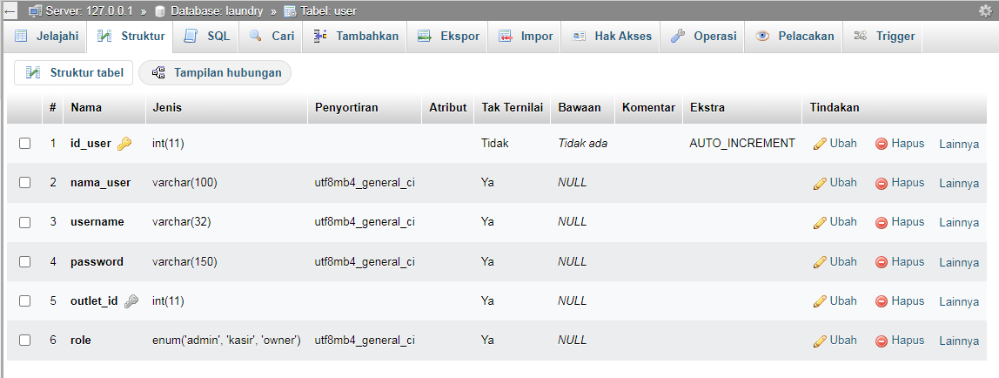 Server: 127.0.0.1 » Database: laundry » Tabel: user
Jelajahi Struktur SQL Cari Tambahkan Ekspor Impor Hak Akses Operasi Pelacakan Trigger
Struktur tabel Tampilan hubungan
# Nama Jenis Penyortiran Atribut Tak Ternilai Bawaan Komentar Ekstra Tindakan
1 id_user int(11) Tidak Tidak ada AUTO_INCREMENT Ubah Hapus Lainnya
2 nama_user varchar(100) utf8mb4_general_ci Ya NULL Ubah Hapus Lainnya
3 username varchar(32) utf8mb4_general_ci Ya NULL Ubah Hapus Lainnya
4 password varchar(150) utf8mb4_general_ci Ya NULL Ubah Hapus Lainnya
5 outlet_id int(11) Ya NULL Ubah Hapus Lainnya
6 role enum('admin', 'kasir', 'owner') utf8mb4_general_ci Ya NULL Ubah Hapus Lainnya